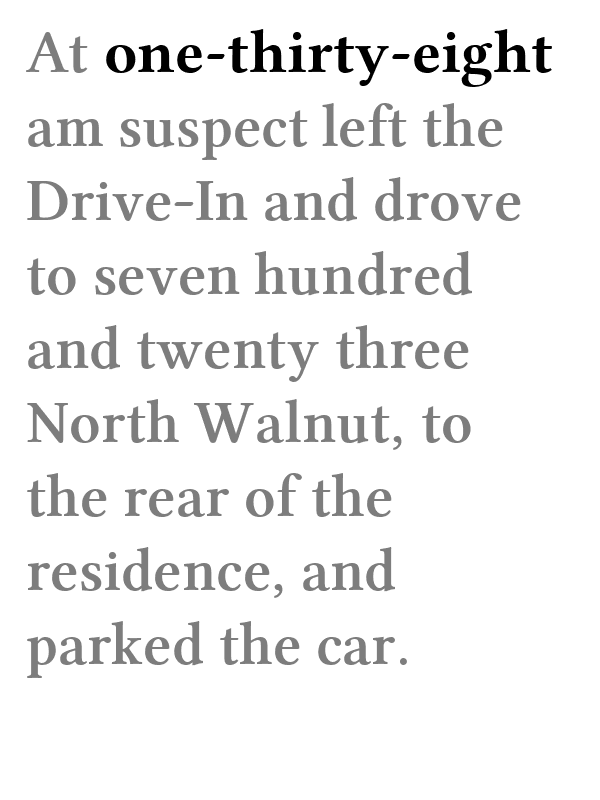 At one-thirty-eight
am suspect left the
Drive-In and drove
to seven hundred
and twenty three
North Walnut, to
the rear of the
residence, and
parked the car.